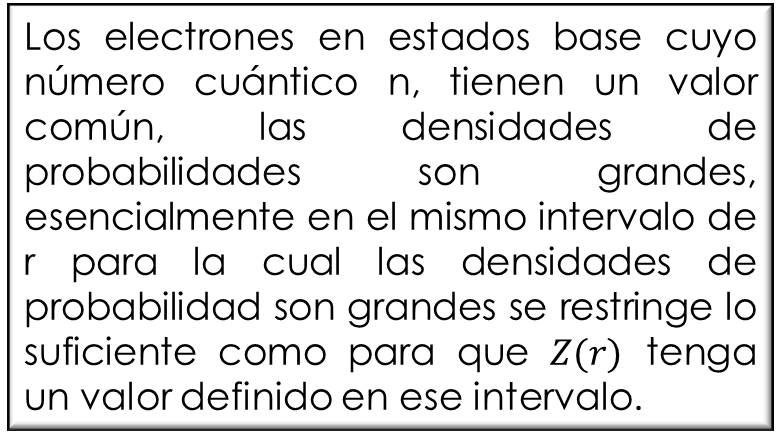 Los electrones en estados base cuyo
número cuántico n, tienen un valor
común, las densidades de
probabilidades son grandes,
esencialmente en el mismo intervalo de
r para la cual las densidades de
probabilidad son grandes se restringe lo
suficiente como para que Z(r) tenga
un valor definido en ese intervalo.